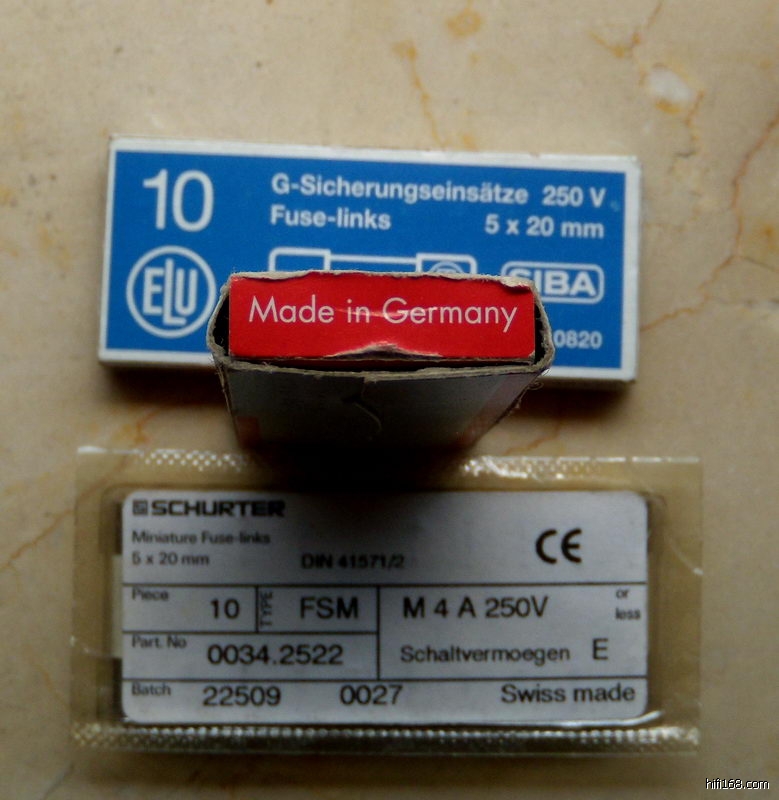 10
G-Sicherungseinsätze 250 V
Fuse-links 5 x 20 mm
ELU
SIBA
0820
Made in Germany
SCHURTER
Miniature Fuse-links
5 x 20 mm
DIN 41571/2
CE
Piece 10 TYPE FSM
M 4 A 250V or less
Part. No 0034.2522
Schaltvermoegen E
Batch 22509 0027 Swiss made
hifi168.com